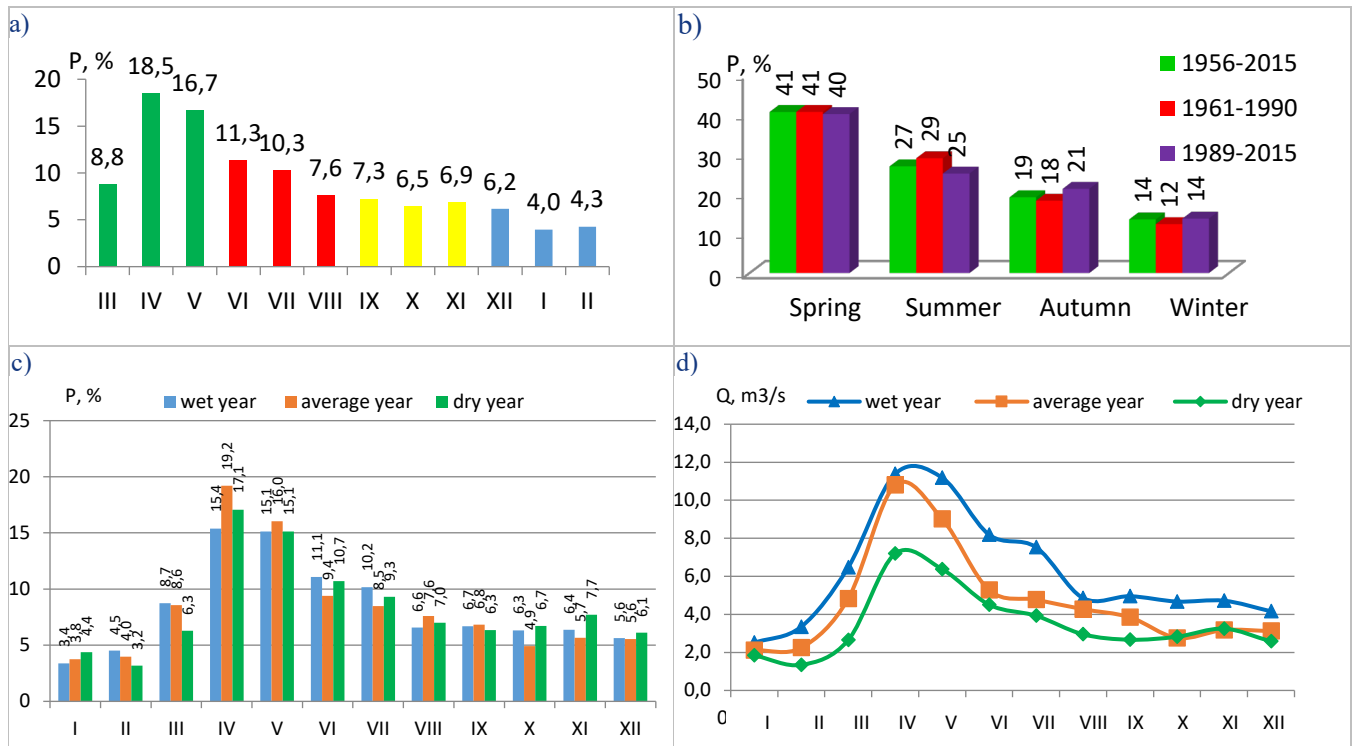 a)
P, %
20
15
10
5
0
8,8
18,5
16,7
11,3
10,3
7,6
7,3
6,5
6,9
6,2
4,0
4,3
III IV V VI VII VIII IX X XI XII I II
b)
P, %
50
40
30
20
10
0
41 41 40
27 29 25
19 18 21
14 12 14
1956-2015
1961-1990
1989-2015
Spring Summer Autumn Winter
c)
P, %
wet year average year dry year
25
20
15
10
5
0
3,4 3,8 4,4
4,5 4,0 3,2
8,7 8,6 6,3
15,4 19,2 17,1
15,1 16,0 15,1
11,1 9,4 10,7
10,2 8,5 9,3
6,6 7,6 7,0
6,7 6,8 6,3
6,3 4,9 6,7
6,4 5,7 7,7
5,6 5,6 6,1
I II III IV V VI VII VIII IX X XI XII
d)
Q, m3/s
wet year average year dry year
14,0
12,0
10,0
8,0
6,0
4,0
2,0
0,0
0 I II III IV V VI VII VIII IX X XI XII